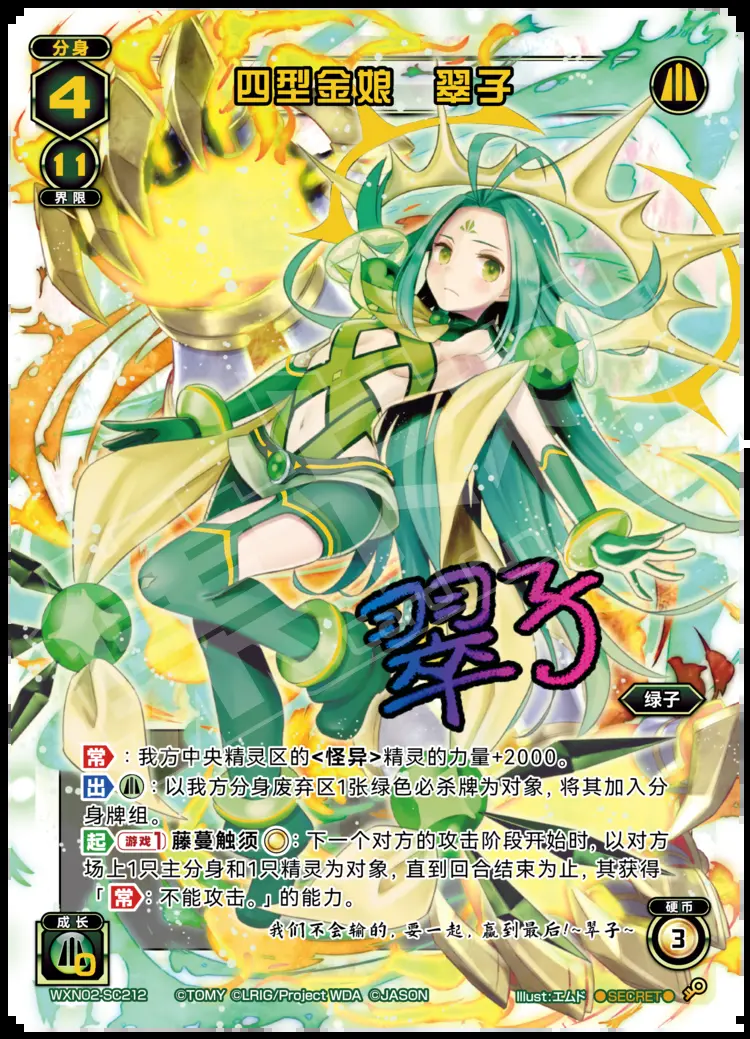 分身
4
四型金娘 翠子
11
界限
翠子
绿子
常：我方中央精灵区的<怪异>精灵的力量+2000。
出：以我方分身废弃区1张绿色必杀牌为对象，将其加入分
身牌组。
起 游戏1 藤蔓触须：下一个对方的攻击阶段开始时，以对方
场上1只主分身和1只精灵为对象，直到回合结束为止，其获得
「常：不能攻击。」的能力。
我们不会输的，要一起，赢到最后!~翠子~
成长
0
硬币
3
WXN02-SC212 ©TOMY ©LRIG/Project WDA ©JASON Illust:エムド ●SECRET●